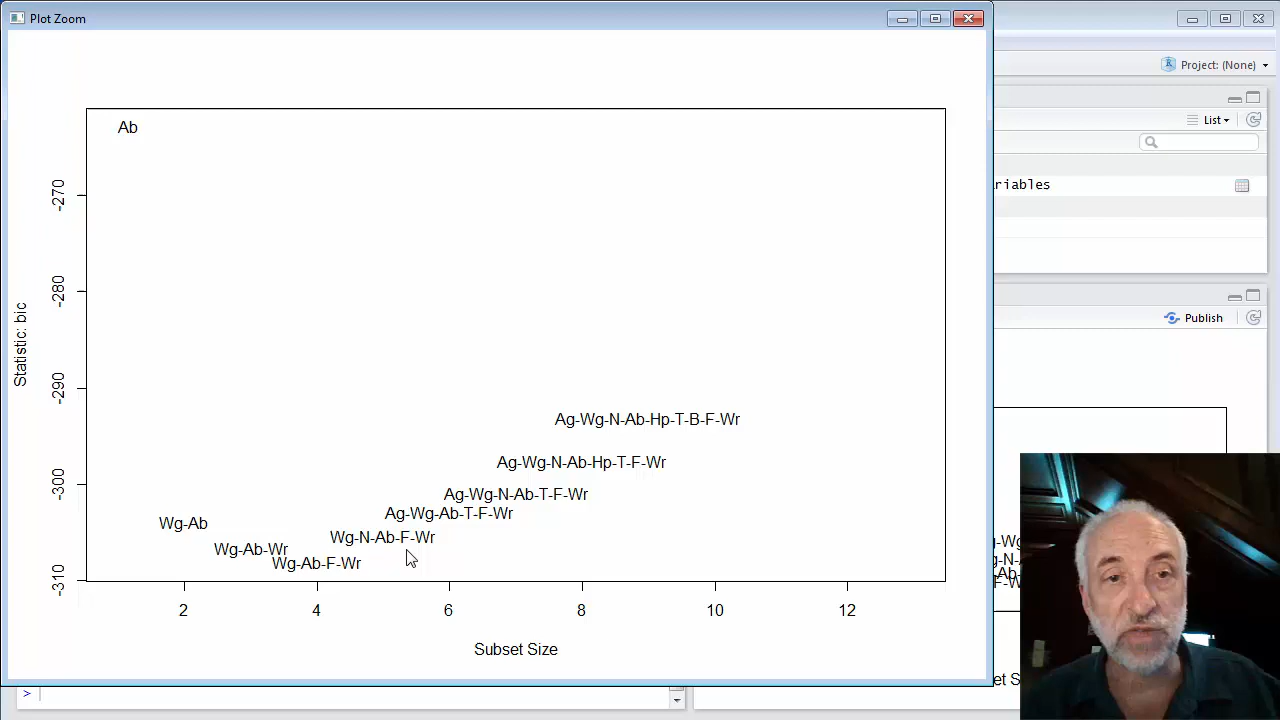 Plot Zoom
Project: (None)
List
riables
Publish
Ab
-270
-280
-290
-300
-310
Statistic: bic
Ag-Wg-N-Ab-Hp-T-B-F-Wr
Ag-Wg-N-Ab-Hp-T-F-Wr
Ag-Wg-N-Ab-T-F-Wr
Ag-Wg-Ab-T-F-Wr
Wg-Ab
Wg-N-Ab-F-Wr
Wg-Ab-Wr
Wg-Ab-F-Wr
2 4 6 8 10 12
Subset Size
et S
>